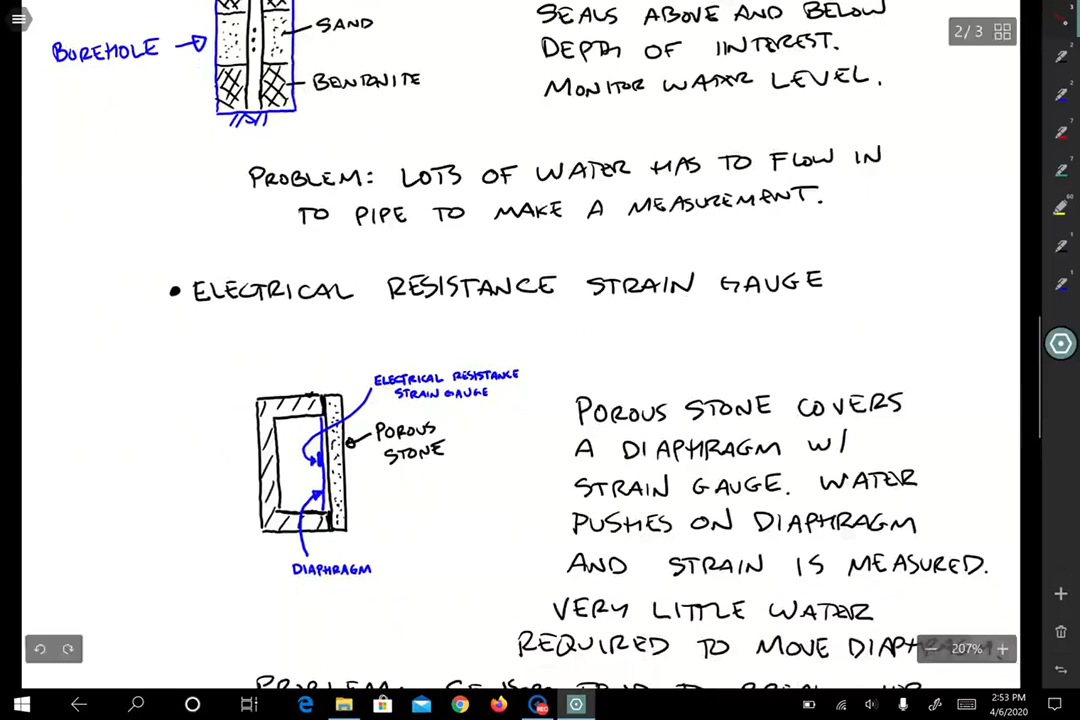 SAND
BOREHOLE
BENTONITE
SEALS ABOVE AND BELOW
DEPTH OF INTEREST.
MONITOR WATER LEVEL.
2/3
PROBLEM: LOTS OF WATER HAS TO FLOW IN
TO PIPE TO MAKE A MEASUREMENT.
• ELECTRICAL RESISTANCE STRAIN GAUGE
ELECTRICAL RESISTANCE
STRAIN GAUGE
POROUS
STONE
DIAPHRAGM
POROUS STONE COVERS
A DIAPHRAGM W/
STRAIN GAUGE. WATER
PUSHES ON DIAPHRAGM
AND STRAIN IS MEASURED.
VERY LITTLE WATER
REQUIRED TO MOVE DIAPHRAGM.
207%
PROBLEM:
2:53 PM
4/6/2020